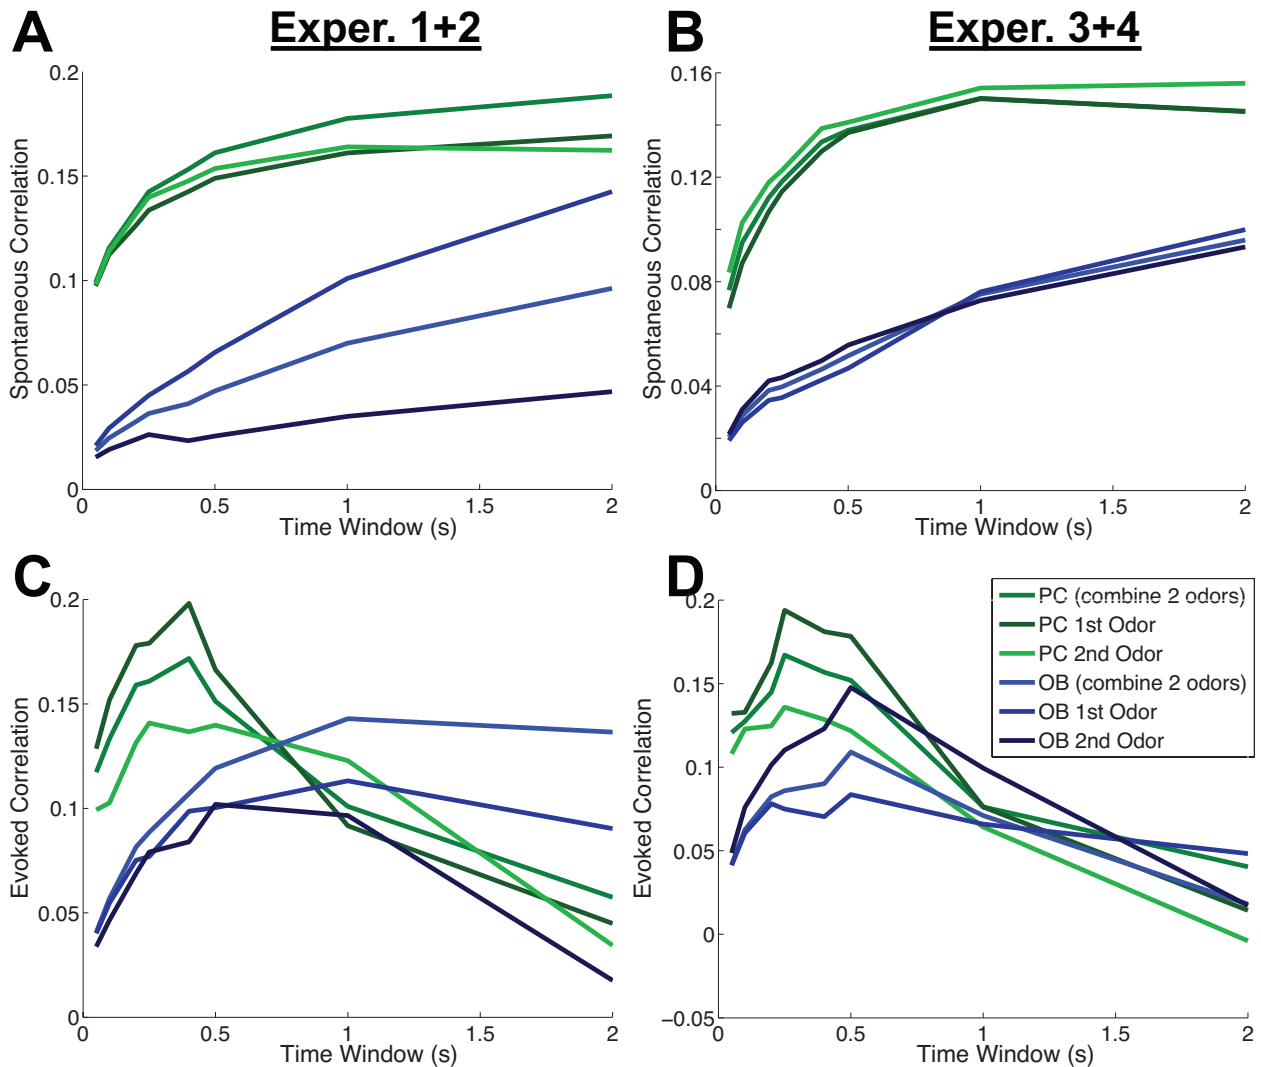 A
Exper. 1+2
Spontaneous Correlation
0.2
0.15
0.1
0.05
0
0
0.5
1
1.5
2
Time Window (s)
B
Exper. 3+4
Spontaneous Correlation
0.16
0.12
0.08
0.04
0
0
0.5
1
1.5
2
Time Window (s)
C
Evoked Correlation
0.2
0.15
0.1
0.05
0
0
0.5
1
1.5
2
Time Window (s)
D
Evoked Correlation
0.2
0.15
0.1
0.05
0
−0.05
0
0.5
1
1.5
2
Time Window (s)
PC (combine 2 odors)
PC 1st Odor
PC 2nd Odor
OB (combine 2 odors)
OB 1st Odor
OB 2nd Odor